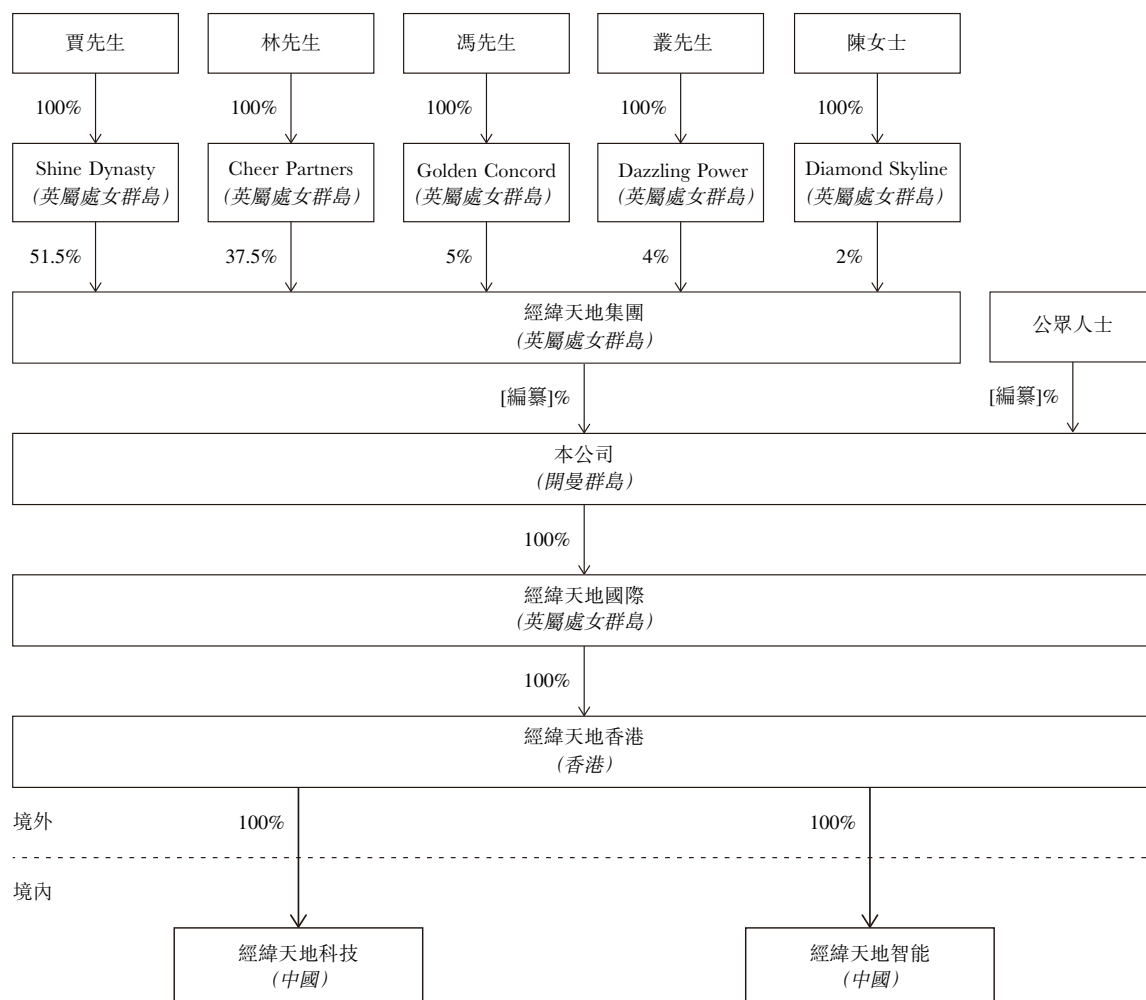 賈先生
林先生
馮先生
叢先生
陳女士
100%
100%
100%
100%
100%
Shine Dynasty
(英屬處女群島)
Cheer Partners
(英屬處女群島)
Golden Concord
(英屬處女群島)
Dazzling Power
(英屬處女群島)
Diamond Skyline
(英屬處女群島)
51.5%
37.5%
5%
4%
2%
經緯天地集團
(英屬處女群島)
公眾人士
[編纂]%
[編纂]%
本公司
(開曼群島)
100%
經緯天地國際
(英屬處女群島)
100%
經緯天地香港
(香港)
境外
100%
100%
境內
經緯天地科技
(中國)
經緯天地智能
(中國)